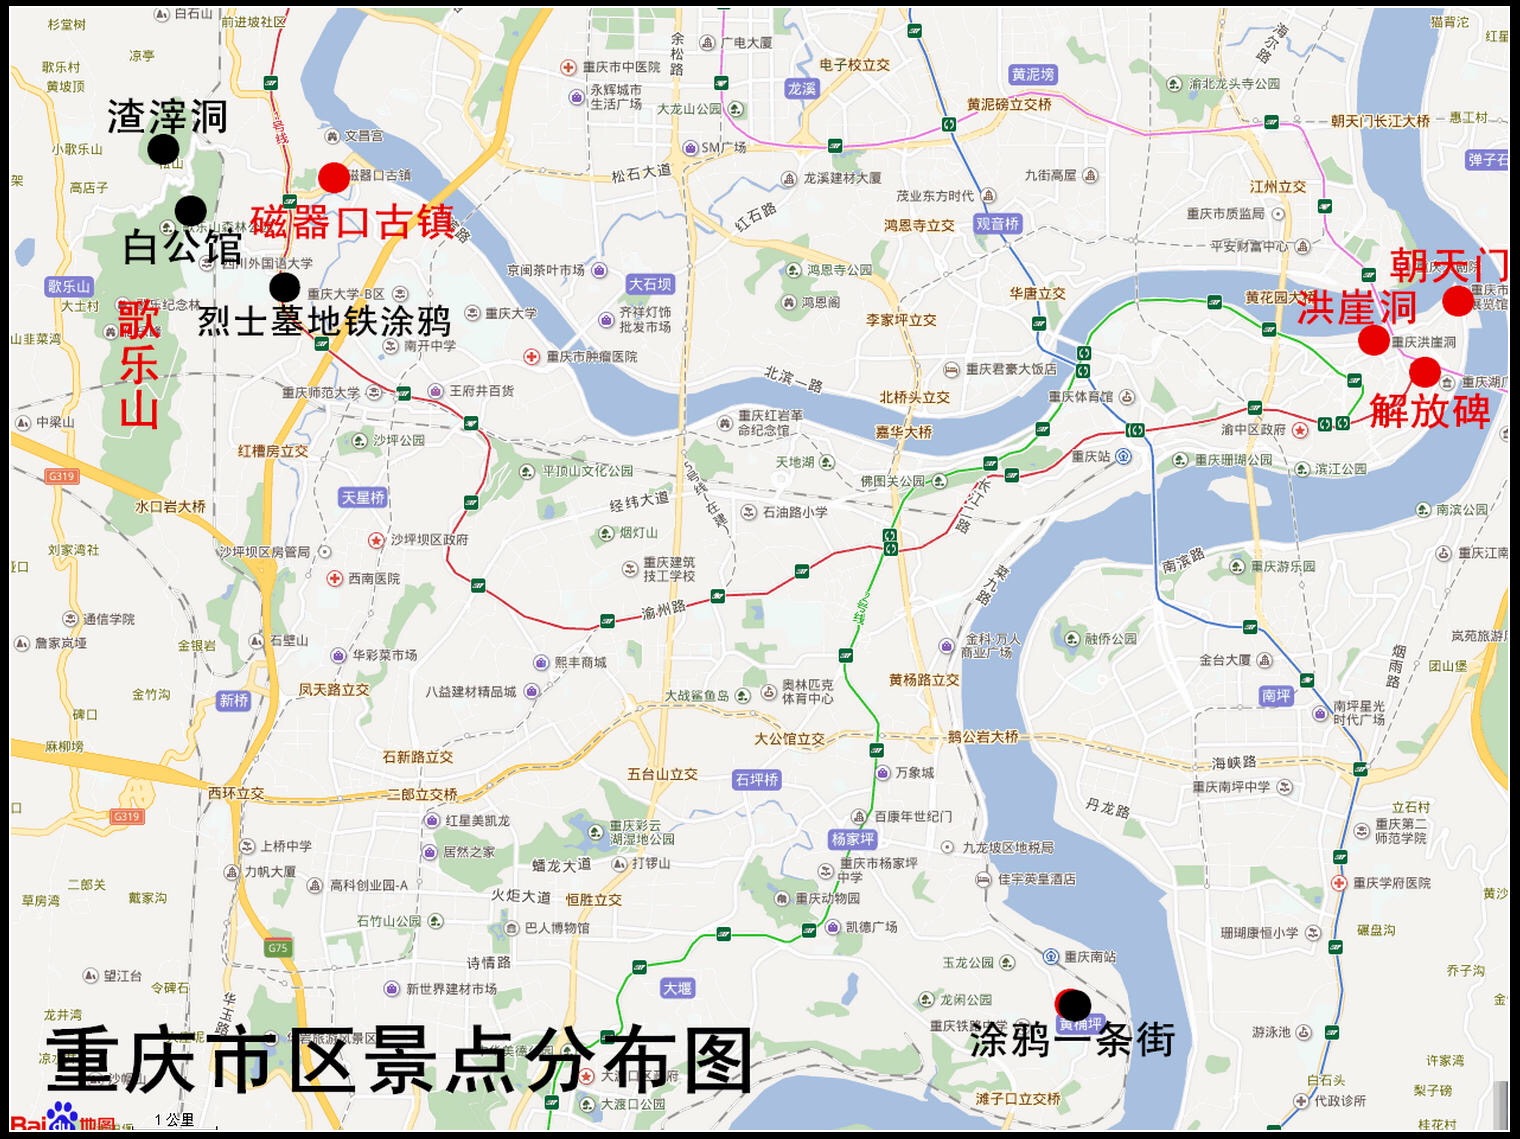 杉堂树
白石山
前进坡社区
余松路
广电大厦
海尔路
猫背沱
凉亭
歌乐村
黄坡顶
重庆市中医院
永辉城市
生活广场
电子校立交
龙溪
黄泥塝
渝北龙头寺公园
大龙山公园
黄泥磅立交桥
朝天门长江大桥
惠工村
渣滓洞
1号线
文昌宫
小歌乐山
SM广场
弹子石
高店子
磁器口古镇
松石大道
龙溪建材大厦
九街高屋
江州立交
茂业东方时代
红石路
磁器口古镇
鸿恩寺立交
观音桥
重庆市质监局
白公馆
平安财富中心
四川外国语大学
京闽茶叶市场
鸿恩寺公园
朝天门
歌乐山
大石坝
重庆大学-B区
华唐立交
黄花园大桥
洪崖洞
大土村
歌乐山
鸿恩阁
烈士墓地铁涂鸦
重庆大学
齐祥灯饰
批发市场
李家坪立交
山韭菜湾
南开中学
重庆市肿瘤医院
重庆洪崖洞
重庆君豪大饭店
北滨一路
重庆师范大学
王府井百货
重庆体育馆
北桥头立交
解放碑
中梁山
重庆红岩革
命纪念馆
嘉华大桥
渝中区政府
沙坪公园
红槽房立交
重庆站
重庆珊瑚公园
滨江公园
天地湖
平顶山文化公园
G319
佛图关公园
5号线(在建)
长江二路
天星桥
经纬大道
水口岩大桥
石油路小学
南滨公园
烟灯山
沙坪坝区政府
刘家湾社
沙坪坝区房管局
重庆江南
南滨路
重庆建筑
技工学校
重庆游乐园
西南医院
菜九路
渝州路
2号线
通信学院
詹家岚垭
石壁山
金银岩
金科.万人
商业广场
融侨公园
岚苑旅游
华彩菜市场
熙丰商城
金台大厦
烟雨路
团山堡
金竹沟
新桥
凤天路立交
八益建材精品城
大战鲨鱼岛
奥林匹克
体育中心
黄杨路立交
南坪
南坪星光
时代广场
碑口
麻柳塝
石新路立交
大公馆立交
鹅公岩大桥
五台山立交
石坪桥
万象城
海峡路
重庆南坪中学
西环立交
二郎立交桥
丹龙路
立石村
G319
红星美凯龙
重庆彩云
湖湿地公园
百康年世纪门
重庆第二
师范学院
上桥中学
居然之家
杨家坪
九龙坡区地税局
蟠龙大道
打锣山
重庆市杨家坪
中学
力帆大厦
高科创业园-A
二郎关
佳宇英皇酒店
重庆学府医院
戴家沟
草房湾
火炬大道
恒胜立交
重庆动物园
黄沙
石竹山公园
巴人博物馆
凯德广场
珊瑚康恒小学
碾盘沟
G75
诗情路
玉龙公园
重庆南站
望江台
乔子沟
令碑石
新世界建材市场
大堰
龙闲公园
华玉路
龙井湾
重庆铁路中学
黄桷坪
游泳池
涂鸦一条街
重庆市区景点分布图
许家湾
大渡口区政府
白石头
梨子磅
大渡口公园
滩子口立交桥
代政诊所
桂花村
Bai du 地图
1 公里